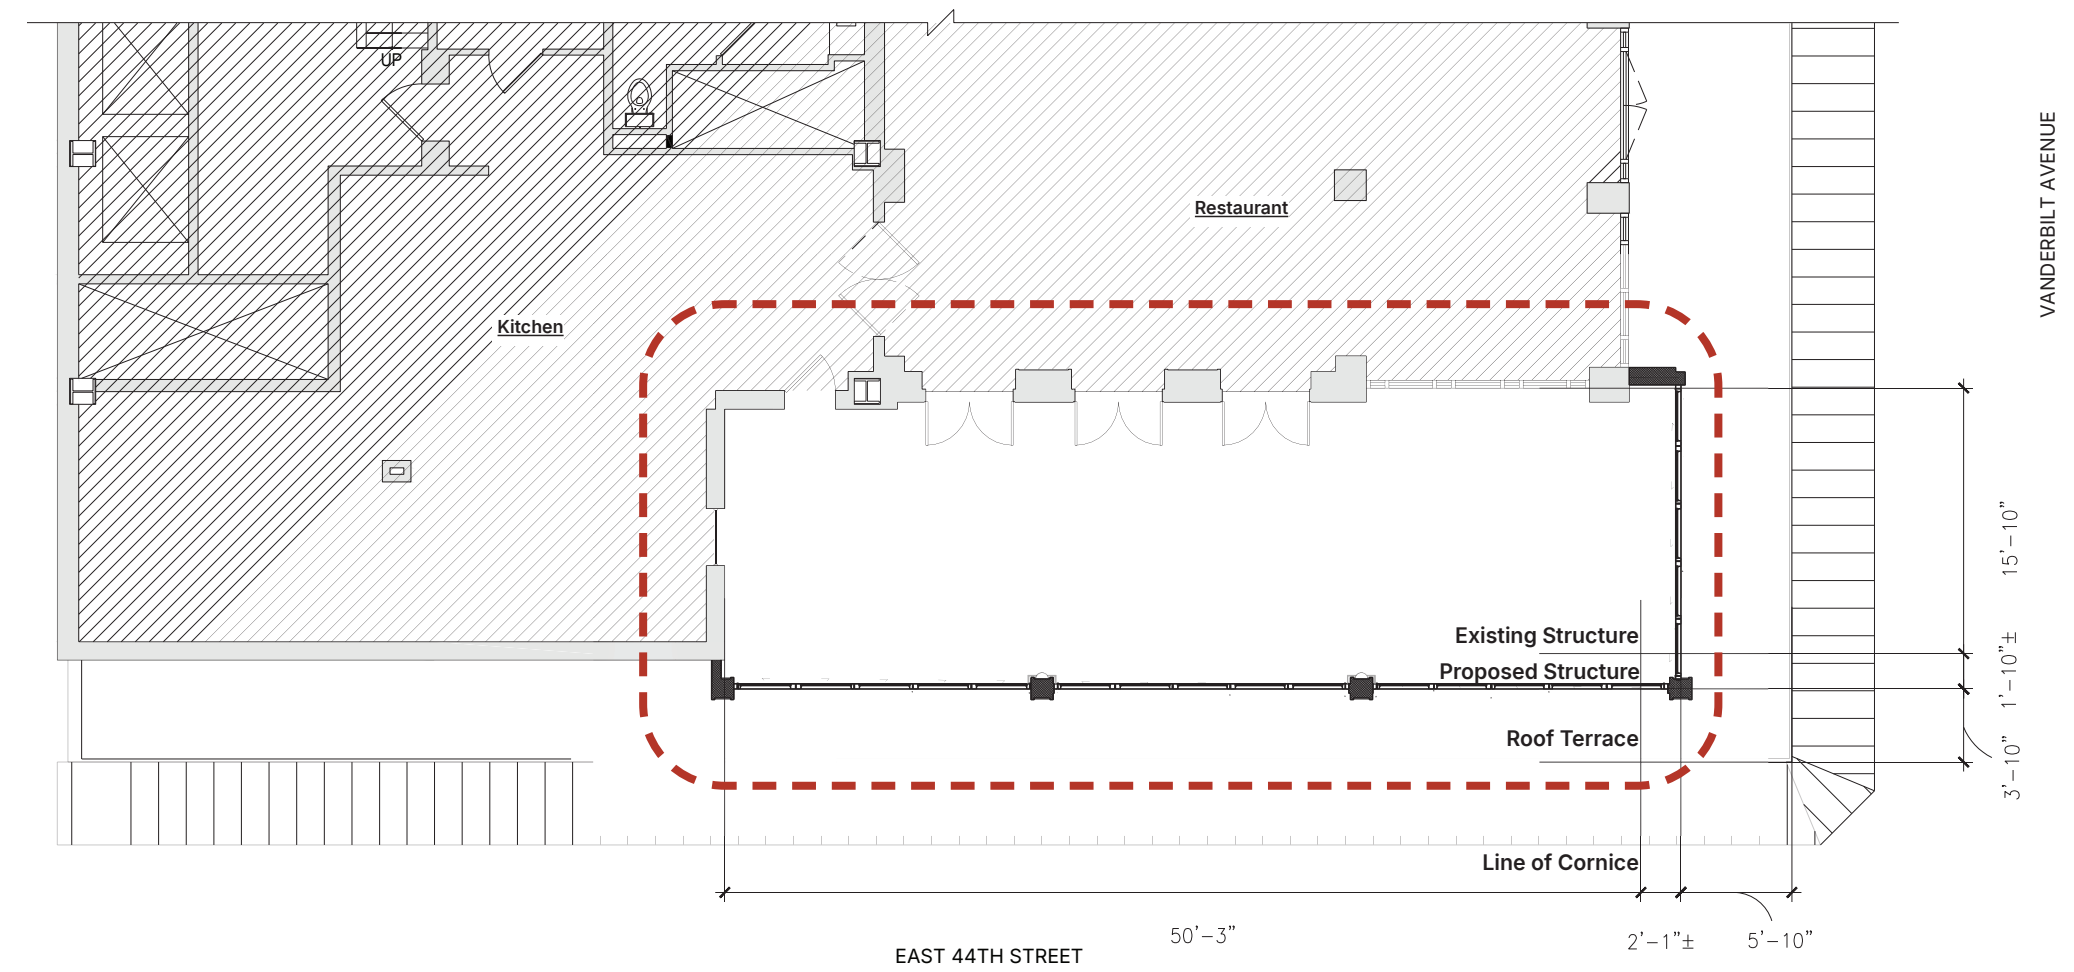 UP
VANDERBILT AVENUE
Restaurant
Kitchen
15'-10"
Existing Structure
1'-10"±
Proposed Structure
Roof Terrace
3'-10"
Line of Cornice
50'-3"
2'-1"±
5'-10"
EAST 44TH STREET